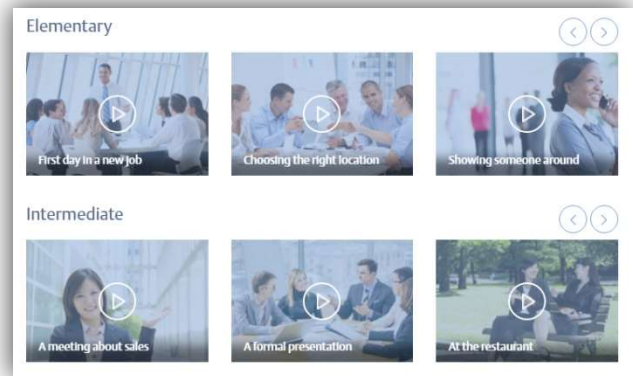 Elementary
First day in a new job
Choosing the right location
Showing someone around
Intermediate
A meeting about sales
A formal presentation
At the restaurant